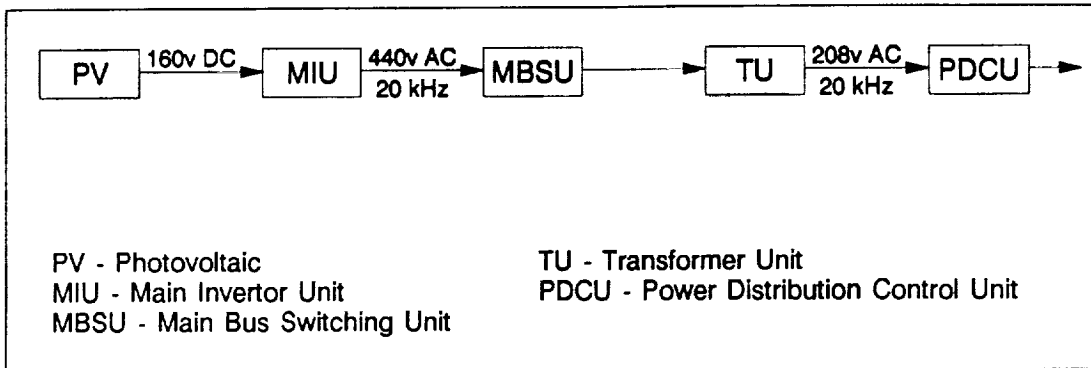 160v DC 440v AC 208v AC
PV MIU MBSU TU PDCU
20 kHz 20 kHz
PV - Photovoltaic
MIU - Main Invertor Unit
MBSU - Main Bus Switching Unit
TU - Transformer Unit
PDCU - Power Distribution Control Unit